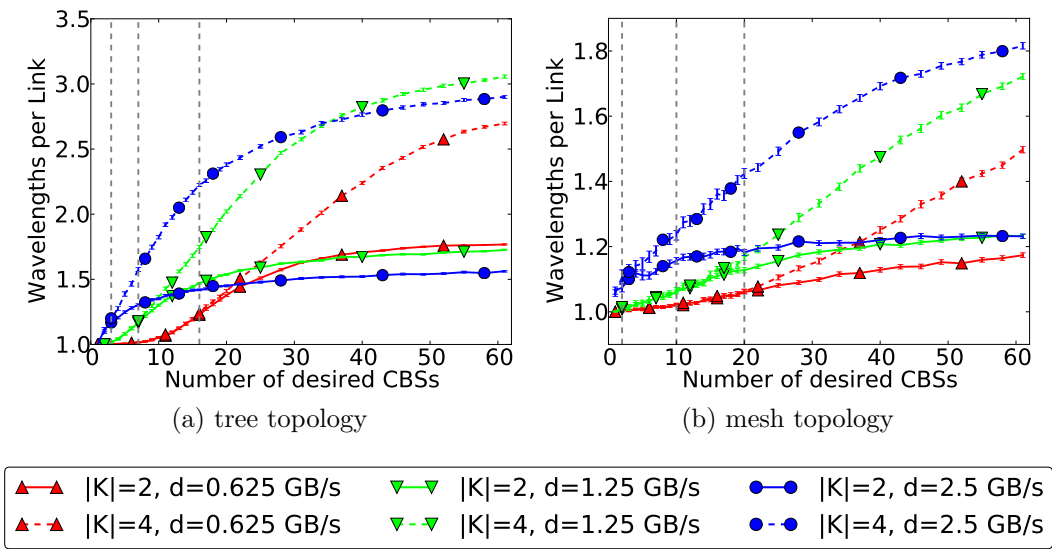 3.5
3.0
2.5
2.0
1.5
1.0
Wavelengths per Link
0 10 20 30 40 50 60
Number of desired CBSs
(a) tree topology
1.8
1.6
1.4
1.2
1.0
Wavelengths per Link
0 10 20 30 40 50 60
Number of desired CBSs
(b) mesh topology
|K|=2, d=0.625 GB/s
|K|=2, d=1.25 GB/s
|K|=2, d=2.5 GB/s
|K|=4, d=0.625 GB/s
|K|=4, d=1.25 GB/s
|K|=4, d=2.5 GB/s